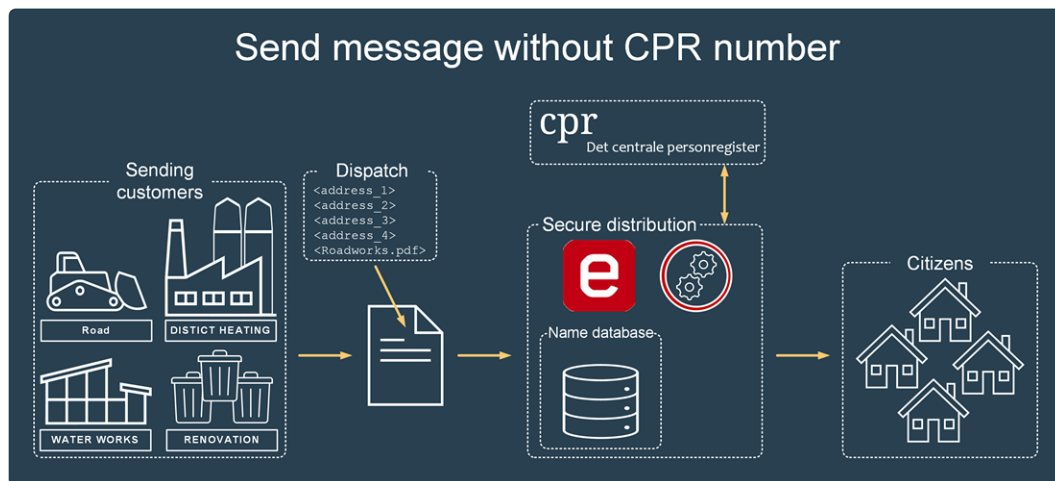 Send message without CPR number
Sending
customers
Road
DISTICT HEATING
WATER WORKS
RENOVATION
Dispatch
<address_1>
<address_2>
<address_3>
<address_4>
<Roadworks.pdf>
cpr
Det centrale personregister
Secure distribution
e
Name database
Citizens